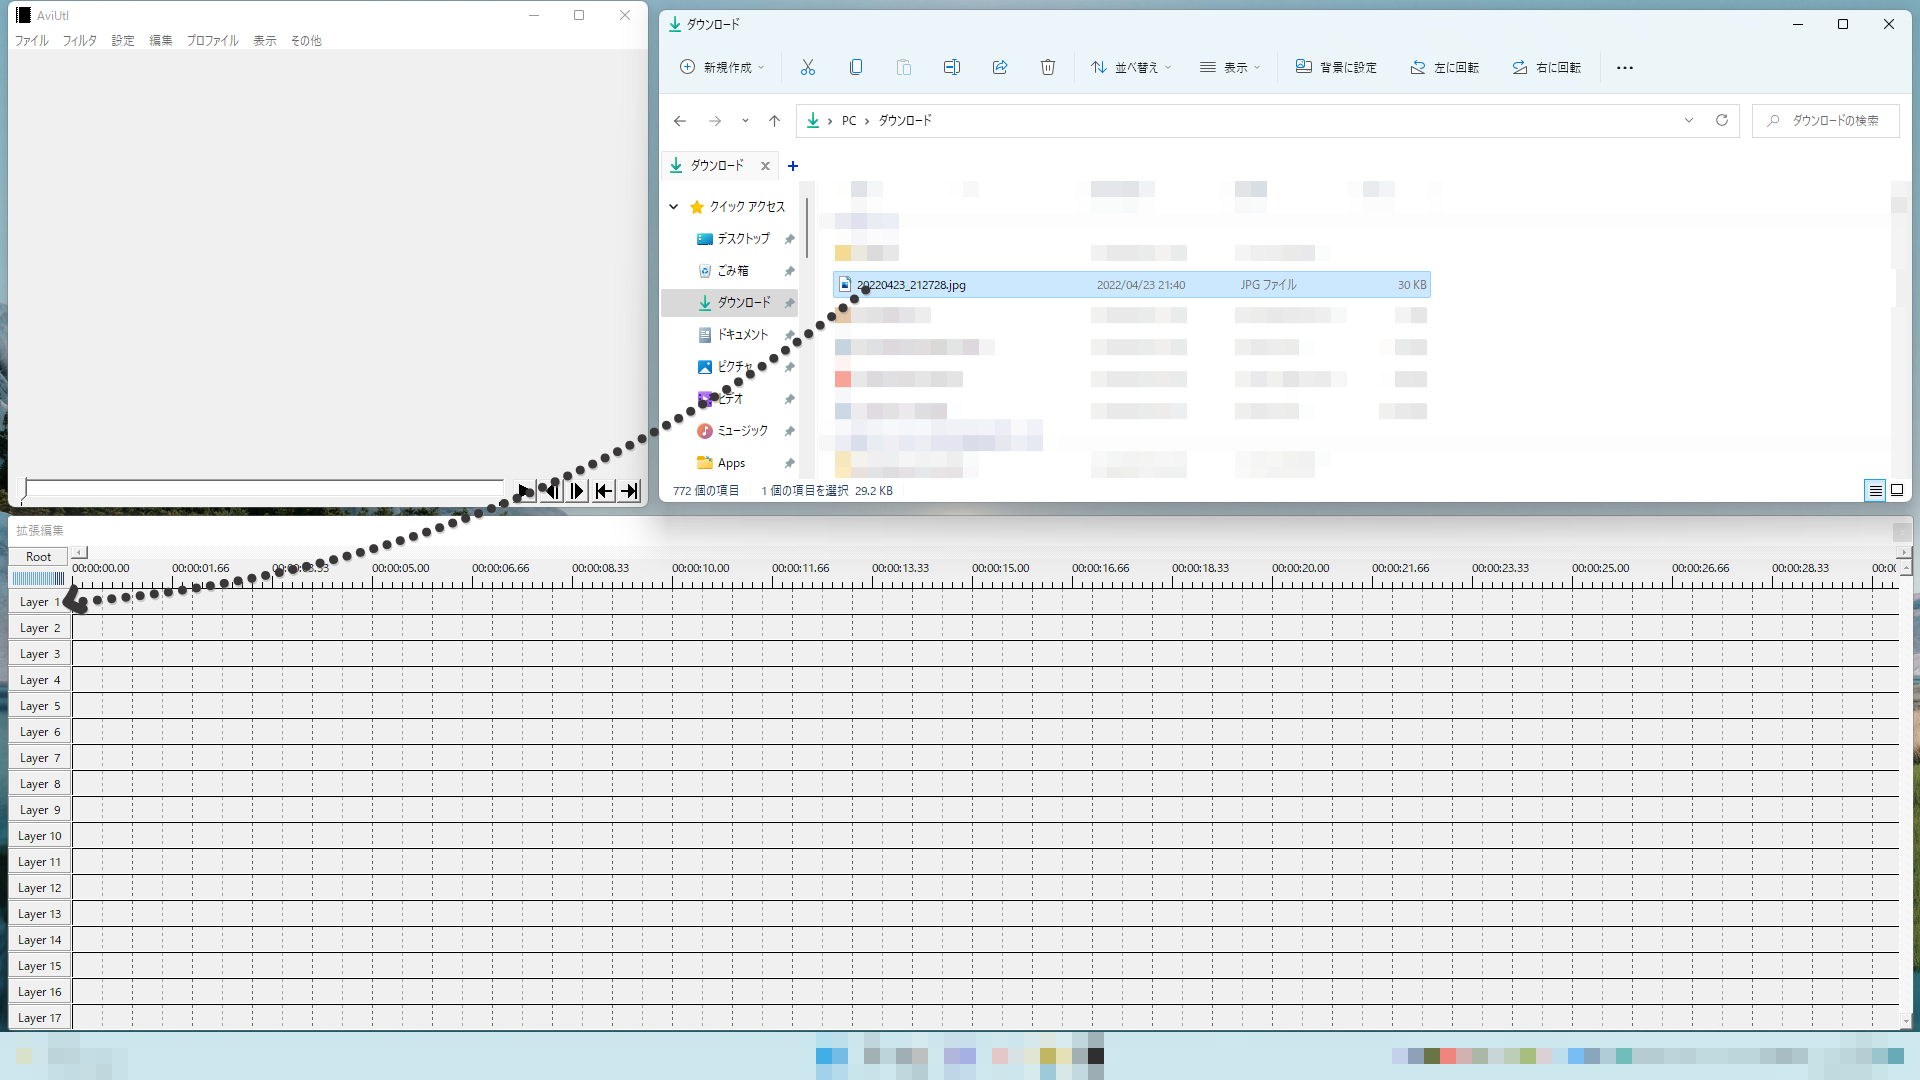 AviUtl
ファイル フィルタ 設定 編集 プロファイル 表示 その他
ダウンロード
新規作成 並べ替え 表示 背景に設定 左に回転 右に回転
PC ダウンロード
ダウンロードの検索
ダウンロード
クイック アクセス
デスクトップ
ごみ箱
ダウンロード
ドキュメント
ピクチャ
ビデオ
ミュージック
Apps
20220423_212728.jpg 2022/04/23 21:40 JPG ファイル 30 KB
772 個の項目 1 個の項目を選択 29.2 KB
拡張編集
Root
00:00:00.00 00:00:01.66 00:00:03.33 00:00:05.00 00:00:06.66 00:00:08.33 00:00:10.00 00:00:11.66 00:00:13.33 00:00:15.00 00:00:16.66 00:00:18.33 00:00:20.00 00:00:21.66 00:00:23.33 00:00:25.00 00:00:26.66 00:00:28.33 00:00:
Layer 1
Layer 2
Layer 3
Layer 4
Layer 5
Layer 6
Layer 7
Layer 8
Layer 9
Layer 10
Layer 11
Layer 12
Layer 13
Layer 14
Layer 15
Layer 16
Layer 17